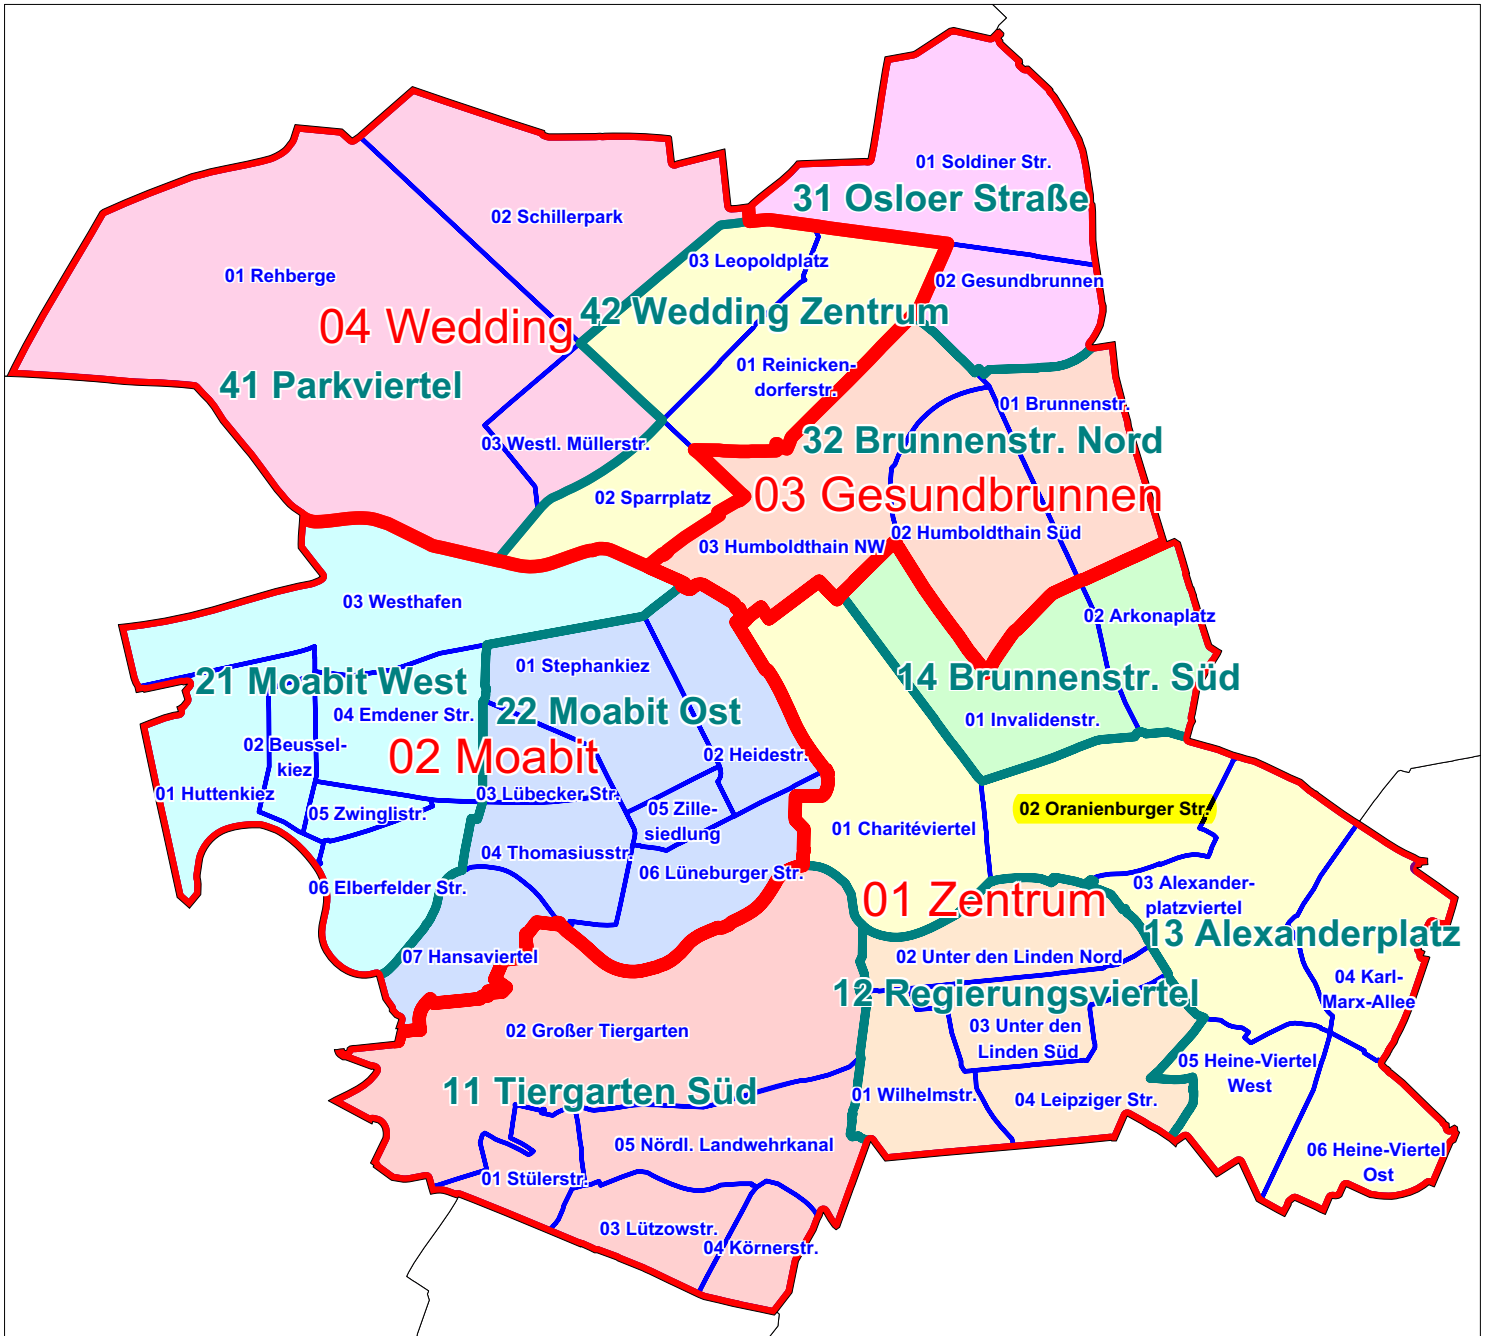 01 Soldiner Str.
31 Osloer Straße
02 Schillerpark
03 Leopoldplatz
01 Rehberge
02 Gesundbrunnen
42 Wedding Zentrum
04 Wedding
01 Reinicken-
dorferstr.
41 Parkviertel
01 Brunnenstr.
03 Westl. Müllerstr.
32 Brunnenstr. Nord
02 Sparrplatz
03 Gesundbrunnen
02 Humboldthain Süd
03 Humboldthain NW
03 Westhafen
02 Arkonaplatz
01 Stephankiez
21 Moabit West
14 Brunnenstr. Süd
04 Emdener Str.
22 Moabit Ost
01 Invalidenstr.
02 Beussel-
kiez
02 Moabit
02 Heidestr.
01 Huttenkiez
03 Lübecker Str.
05 Zwinglistr.
05 Zille-
siedlung
02 Oranienburger Str.
01 Charitéviertel
04 Thomasiusstr.
06 Lüneburger Str.
06 Elberfelder Str.
03 Alexander-
platzviertel
01 Zentrum
13 Alexanderplatz
07 Hansaviertel
02 Unter den Linden Nord
12 Regierungsviertel
04 Karl-
Marx-Allee
02 Großer Tiergarten
03 Unter den
Linden Süd
05 Heine-Viertel
West
11 Tiergarten Süd
01 Wilhelmstr.
04 Leipziger Str.
05 Nördl. Landwehrkanal
06 Heine-Viertel
Ost
01 Stülerstr.
03 Lützowstr.
04 Körnerstr.